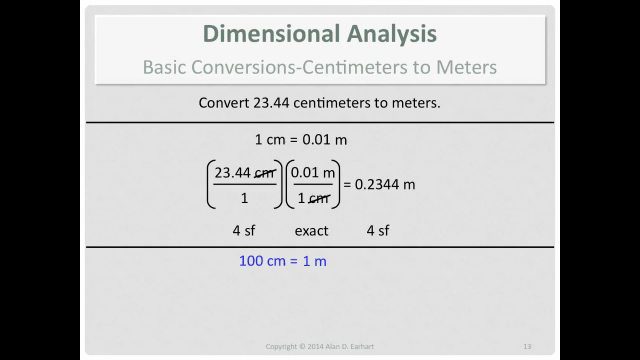 Dimensional Analysis
Basic Conversions-Centimeters to Meters
Convert 23.44 centimeters to meters.
1 cm = 0.01 m
23.44 cm 0.01 m
= 0.2344 m
1 1 cm
4 sf exact 4 sf
100 cm = 1 m
Copyright © 2014 Alan D. Earhart 13